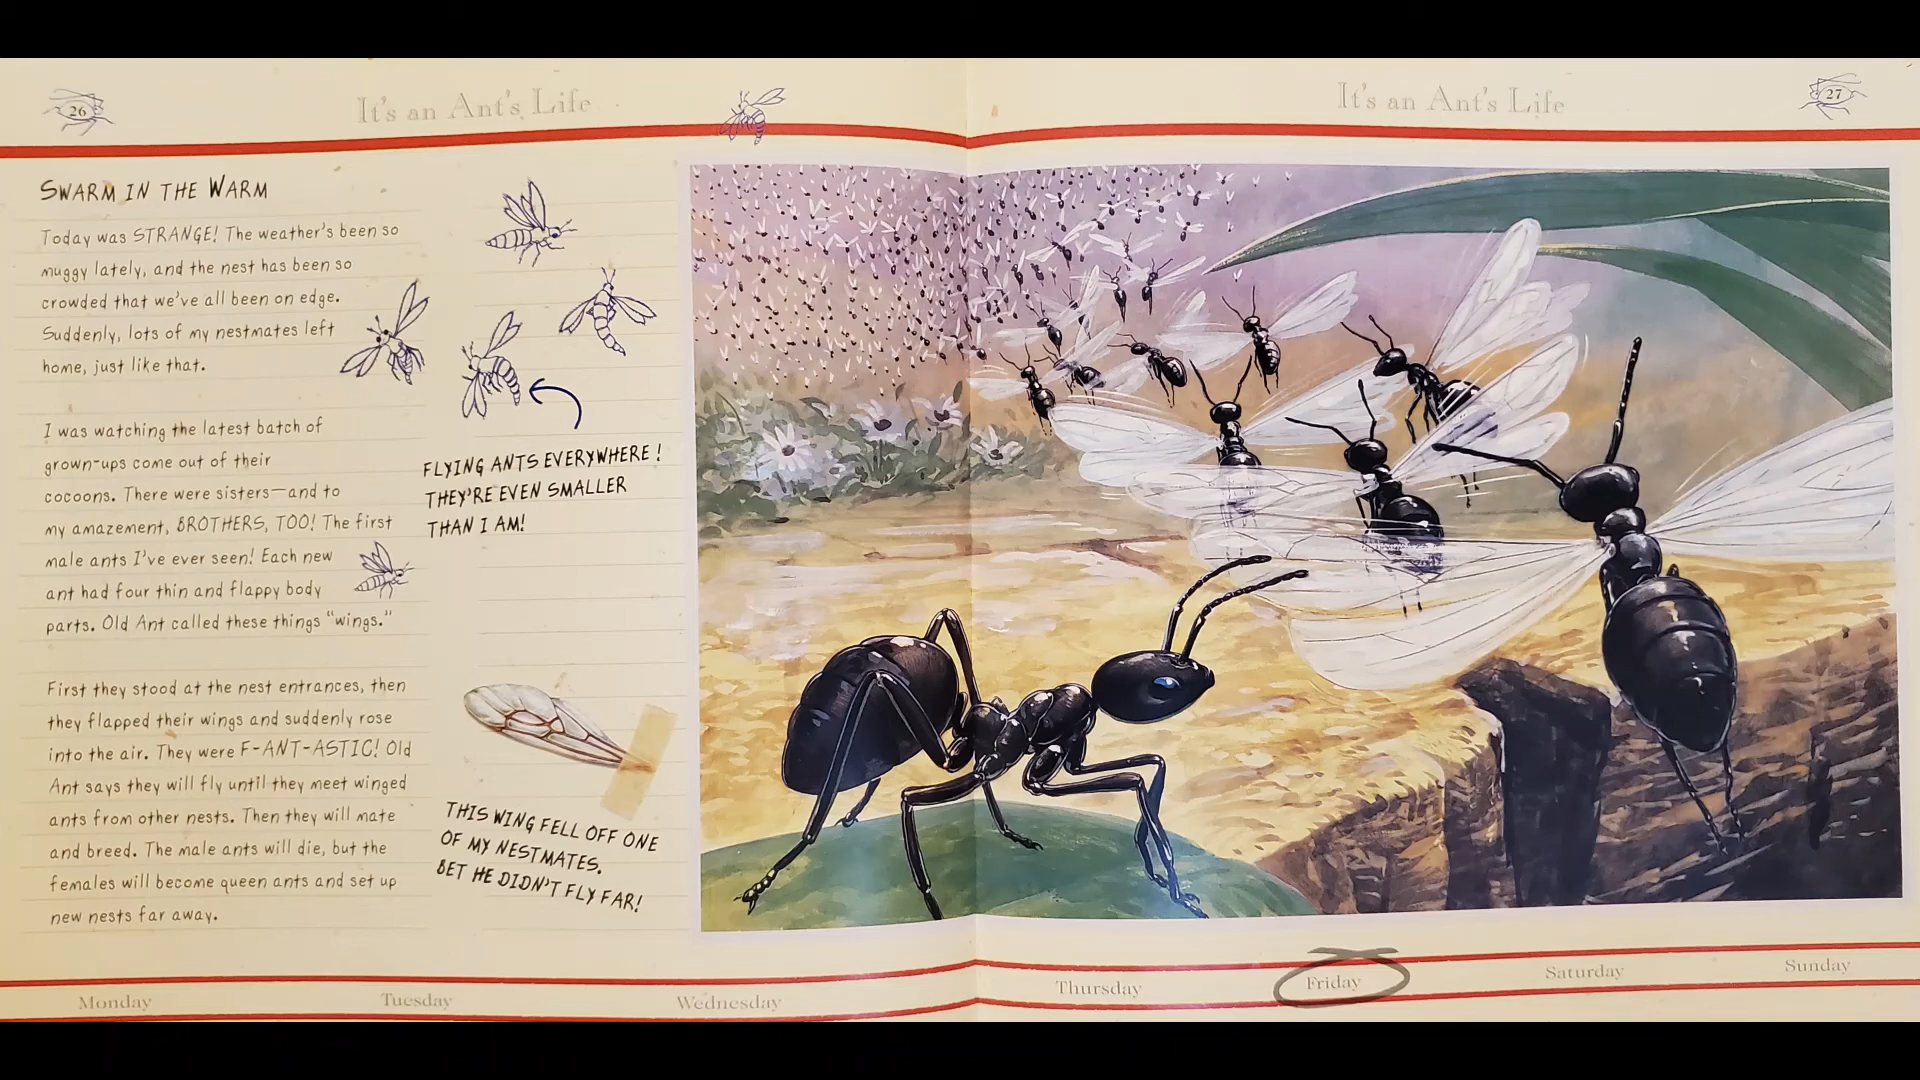 26
It's an Ant's Life
SWARM IN THE WARM
Today was STRANGE! The weather's been so
muggy lately, and the nest has been so
crowded that we've all been on edge.
Suddenly, lots of my nestmates left
home, just like that.
I was watching the latest batch of
grown-ups come out of their
cocoons. There were sisters—and to
my amazement, BROTHERS, TOO! The first
male ants I've ever seen! Each new
ant had four thin and flappy body
parts. Old Ant called these things "wings."
First they stood at the nest entrances, then
they flapped their wings and suddenly rose
into the air. They were F-ANT-ASTIC! Old
Ant says they will fly until they meet winged
ants from other nests. Then they will mate
and breed. The male ants will die, but the
females will become queen ants and set up
new nests far away.
FLYING ANTS EVERYWHERE!
THEY'RE EVEN SMALLER
THAN I AM!
THIS WING FELL OFF ONE
OF MY NESTMATES.
BET HE DIDN'T FLY FAR!
It's an Ant's Life
27
Monday Tuesday Wednesday
Thursday Friday Saturday Sunday